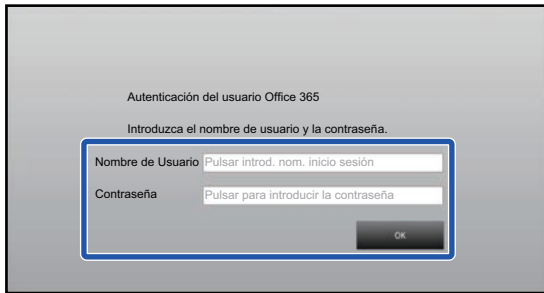 Autenticación del usuario Office 365
Introduzca el nombre de usuario y la contraseña.
Nombre de Usuario Pulsar introd. nom. inicio sesión
Contraseña Pulsar para introducir la contraseña
OK